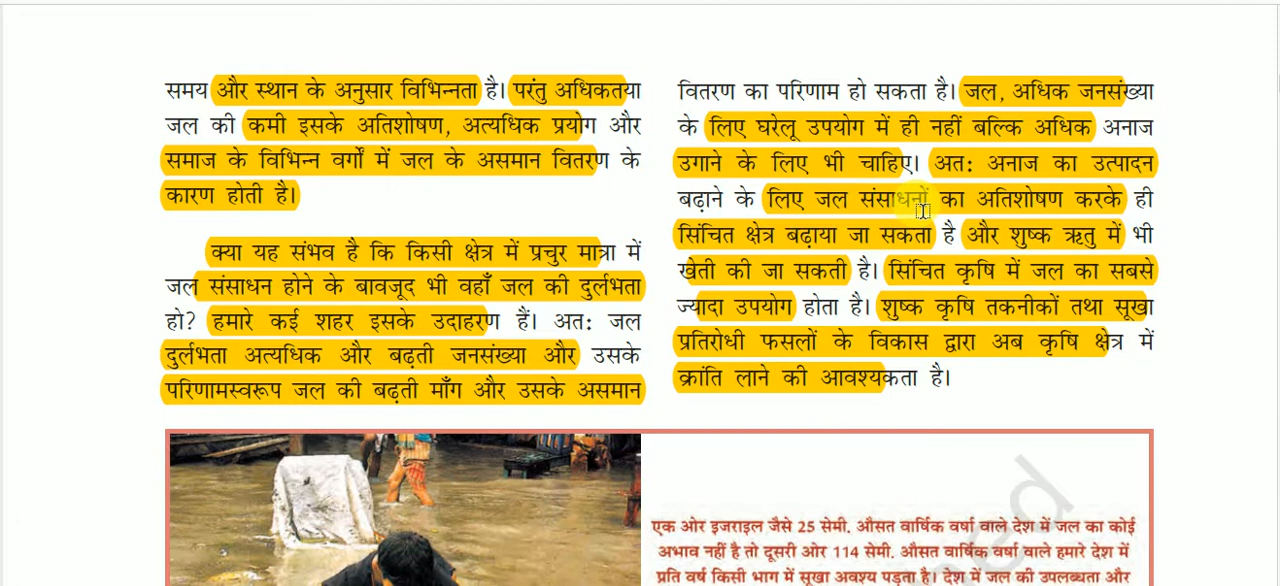 समय और स्थान के अनुसार विभिन्नता है। परंतु अधिकतया
जल की कमी इसके अतिशोषण, अत्यधिक प्रयोग और
समाज के विभिन्न वर्गों में जल के असमान वितरण के
कारण होती है।
क्या यह संभव है कि किसी क्षेत्र में प्रचुर मात्रा में
जल संसाधन होने के बावजूद भी वहाँ जल की दुर्लभता
हो? हमारे कई शहर इसके उदाहरण हैं। अत: जल
दुर्लभता अत्यधिक और बढ़ती जनसंख्या और उसके
परिणामस्वरूप जल की बढ़ती माँग और उसके असमान
वितरण का परिणाम हो सकता है। जल, अधिक जनसंख्या
के लिए घरेलू उपयोग में ही नहीं बल्कि अधिक अनाज
उगाने के लिए भी चाहिए। अत: अनाज का उत्पादन
बढ़ाने के लिए जल संसाधनों का अतिशोषण करके ही
सिंचित क्षेत्र बढ़ाया जा सकता है और शुष्क ऋतु में भी
खेती की जा सकती है। सिंचित कृषि में जल का सबसे
ज्यादा उपयोग होता है। शुष्क कृषि तकनीकों तथा सूखा
प्रतिरोधी फसलों के विकास द्वारा अब कृषि क्षेत्र में
क्रांति लाने की आवश्यकता है।
एक ओर इजराइल जैसे 25 सेमी. औसत वार्षिक वर्षा वाले देश में जल का कोई
अभाव नहीं है तो दूसरी ओर 114 सेमी. औसत वार्षिक वर्षा वाले हमारे देश में
प्रति वर्ष किसी भाग में सूखा अवश्य पड़ता है। देश में जल की उपलब्धता और